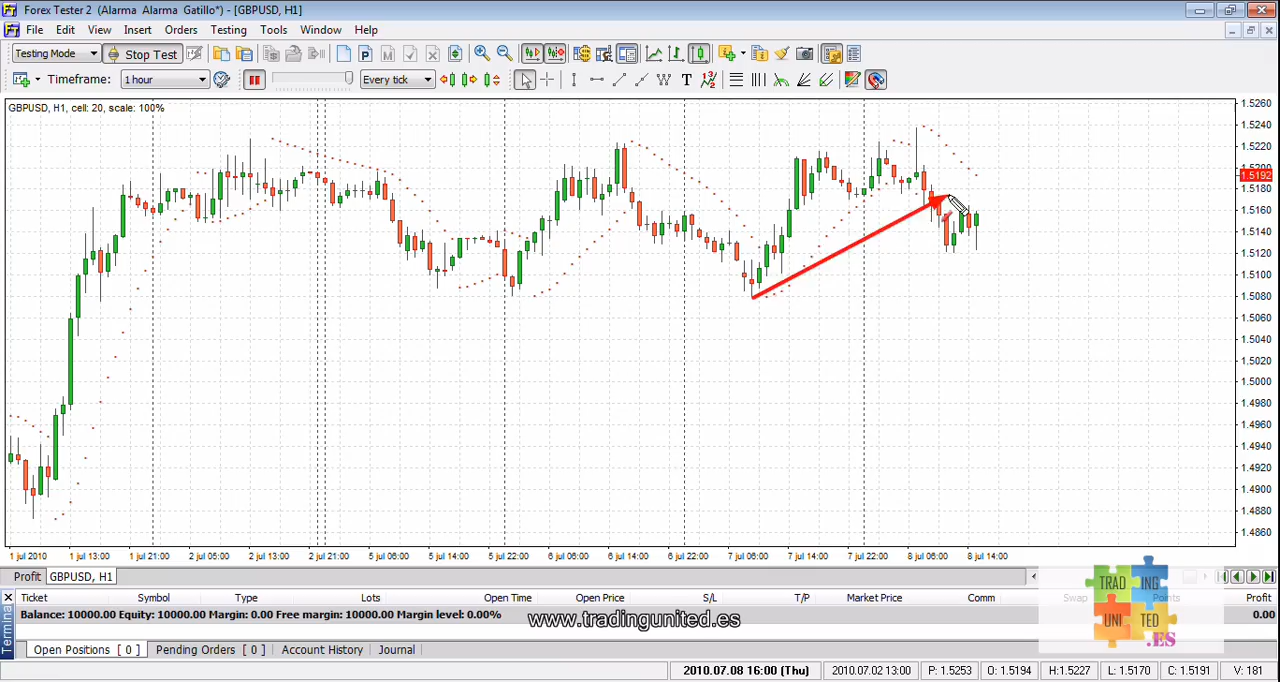 Forex Tester 2 (Alarma Alarma Gatillo*) - [GBPUSD, H1]
File Edit View Insert Orders Testing Tools Window Help
Testing Mode Stop Test
Timeframe: 1 hour Every tick
GBPUSD, H1, cell: 20, scale: 100%
1.5260
1.5240
1.5220
1.5200
1.5192
1.5180
1.5160
1.5140
1.5120
1.5100
1.5080
1.5060
1.5040
1.5020
1.5000
1.4980
1.4960
1.4940
1.4920
1.4900
1.4880
1.4860
1 jul 2010 1 jul 13:00 1 jul 21:00 2 jul 05:00 2 jul 13:00 2 jul 21:00 5 jul 06:00 5 jul 14:00 5 jul 22:00 6 jul 06:00 6 jul 14:00 6 jul 22:00 7 jul 06:00 7 jul 14:00 7 jul 22:00 8 jul 06:00 8 jul 14:00
Profit GBPUSD, H1
Ticket Symbol Type Lots Open Time Open Price S/L T/P Market Price Comm Swap Points Profit
Balance: 10000.00 Equity: 10000.00 Margin: 0.00 Free margin: 10000.00 Margin level: 0.00% 0.00
www.tradingunited.es
TRAD ING
UNI TED
.ES
Terminal
Open Positions [ 0 ] Pending Orders [ 0 ] Account History Journal
2010.07.08 16:00 (Thu) 2010.07.02 13:00 P: 1.5253 O: 1.5194 H: 1.5227 L: 1.5170 C: 1.5191 V: 181